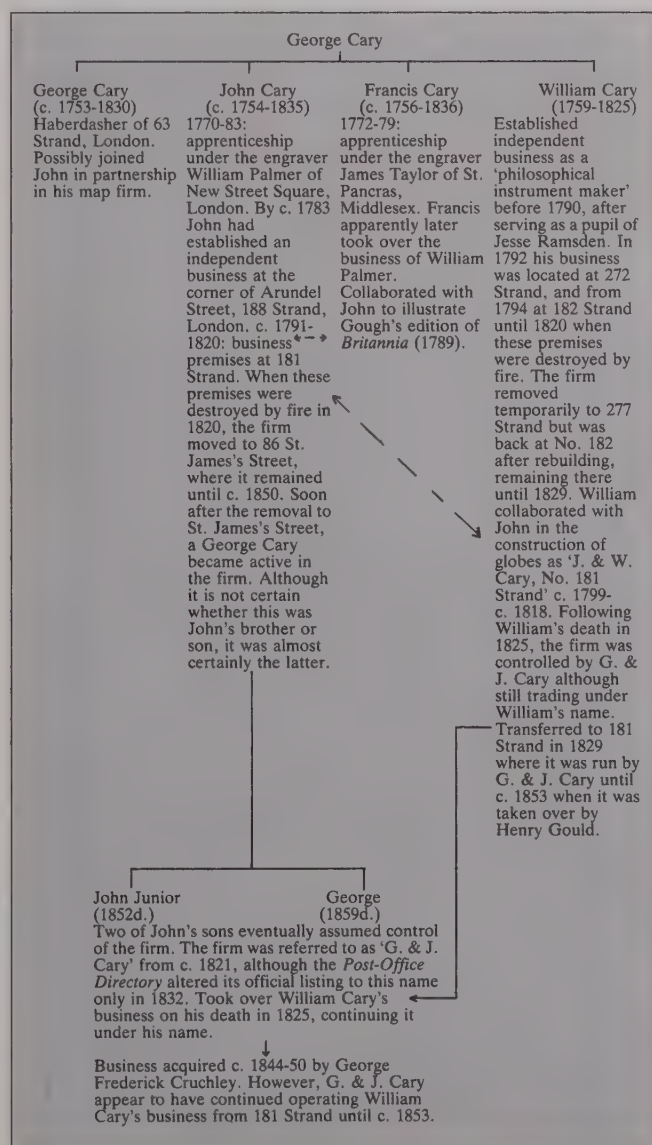 George Cary
George Cary
(c. 1753-1830)
Haberdasher of 63
Strand, London.
Possibly joined
John in partnership
in his map firm.
John Cary
(c. 1754-1835)
1770-83:
apprenticeship
under the engraver
William Palmer of
New Street Square,
London. By c. 1783
John had
established an
independent
business at the
corner of Arundel
Street, 188 Strand,
London. c. 1791-
1820: business
premises at 181
Strand. When these
premises were
destroyed by fire in
1820, the firm
moved to 86 St.
James's Street,
where it remained
until c. 1850. Soon
after the removal to
St. James's Street,
a George Cary
became active in
the firm. Although
it is not certain
whether this was
John's brother or
son, it was almost
certainly the latter.
Francis Cary
(c. 1756-1836)
1772-79:
apprenticeship
under the engraver
James Taylor of St.
Pancras,
Middlesex. Francis
apparently later
took over the
business of William
Palmer.
Collaborated with
John to illustrate
Gough's edition of
Britannia (1789).
William Cary
(1759-1825)
Established
independent
business as a
'philosophical
instrument maker'
before 1790, after
serving as a pupil of
Jesse Ramsden. In
1792 his business
was located at 272
Strand, and from
1794 at 182 Strand
until 1820 when
these premises
were destroyed by
fire. The firm
removed
temporarily to 277
Strand but was
back at No. 182
after rebuilding,
remaining there
until 1829. William
collaborated with
John in the
construction of
globes as 'J. & W.
Cary, No. 181
Strand' c. 1799-
c. 1818. Following
William's death in
1825, the firm was
controlled by G. &
J. Cary although
still trading under
William's name.
Transferred to 181
Strand in 1829
where it was run by
G. & J. Cary until
c. 1853 when it was
taken over by
Henry Gould.
John Junior
(1852d.)
George
(1859d.)
Two of John's sons eventually assumed control
of the firm. The firm was referred to as 'G. & J.
Cary' from c. 1821, although the Post-Office
Directory altered its official listing to this name
only in 1832. Took over William Cary's
business on his death in 1825, continuing it
under his name.
Business acquired c. 1844-50 by George
Frederick Cruchley. However, G. & J. Cary
appear to have continued operating William
Cary's business from 181 Strand until c. 1853.